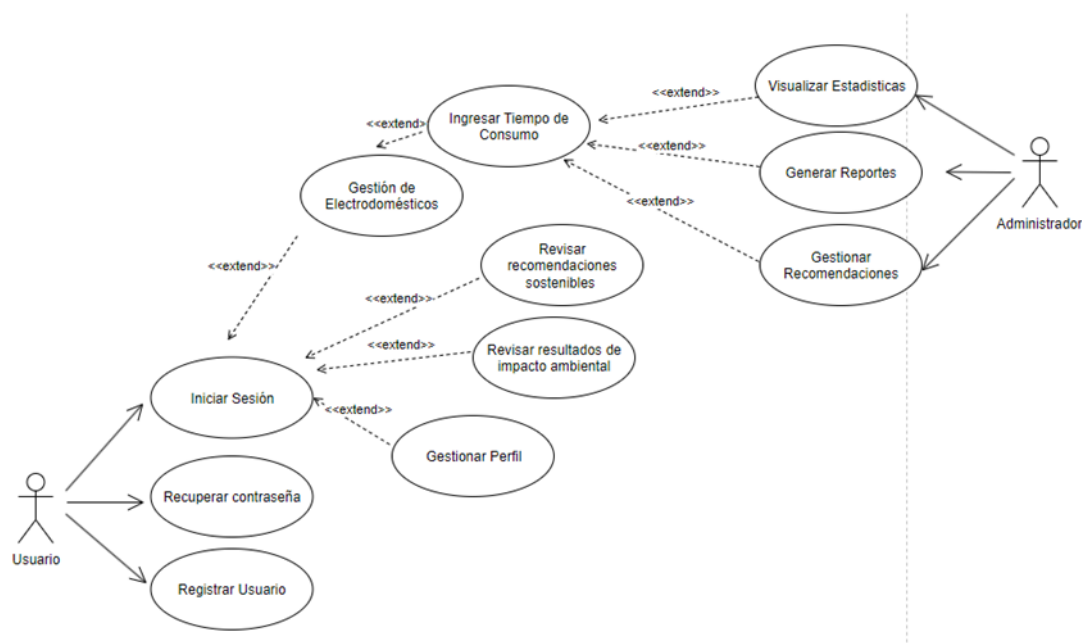 <<extend>>
Visualizar Estadisticas
<<extend>>
Ingresar Tiempo de
Consumo
<<extend>
<<extend>>
Generar Reportes
Gestión de
Electrodomésticos
<<extend>>
Administrador
Revisar
recomendaciones
sostenibles
Gestionar
Recomendaciones
<<extend>>
<<extend>>
<<extend>>
Revisar resultados de
impacto ambiental
Iniciar Sesión
<<extend>>
Gestionar Perfil
Recuperar contraseña
Usuario
Registrar Usuario